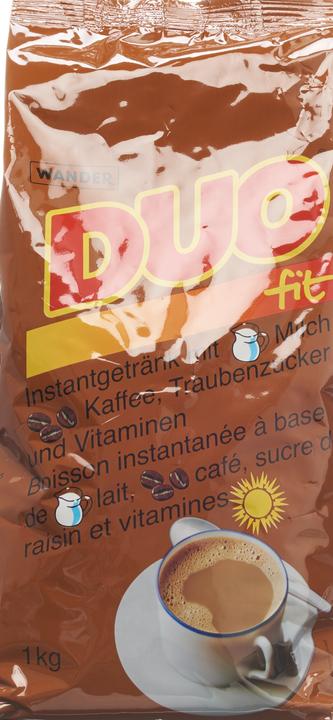 WANDER
DUO
fit
Instantgetränk mit Milch
Kaffee, Traubenzucker
und Vitaminen
Boisson instantanée à base
de lait, café, sucre d
raisin et vitamines
1kg